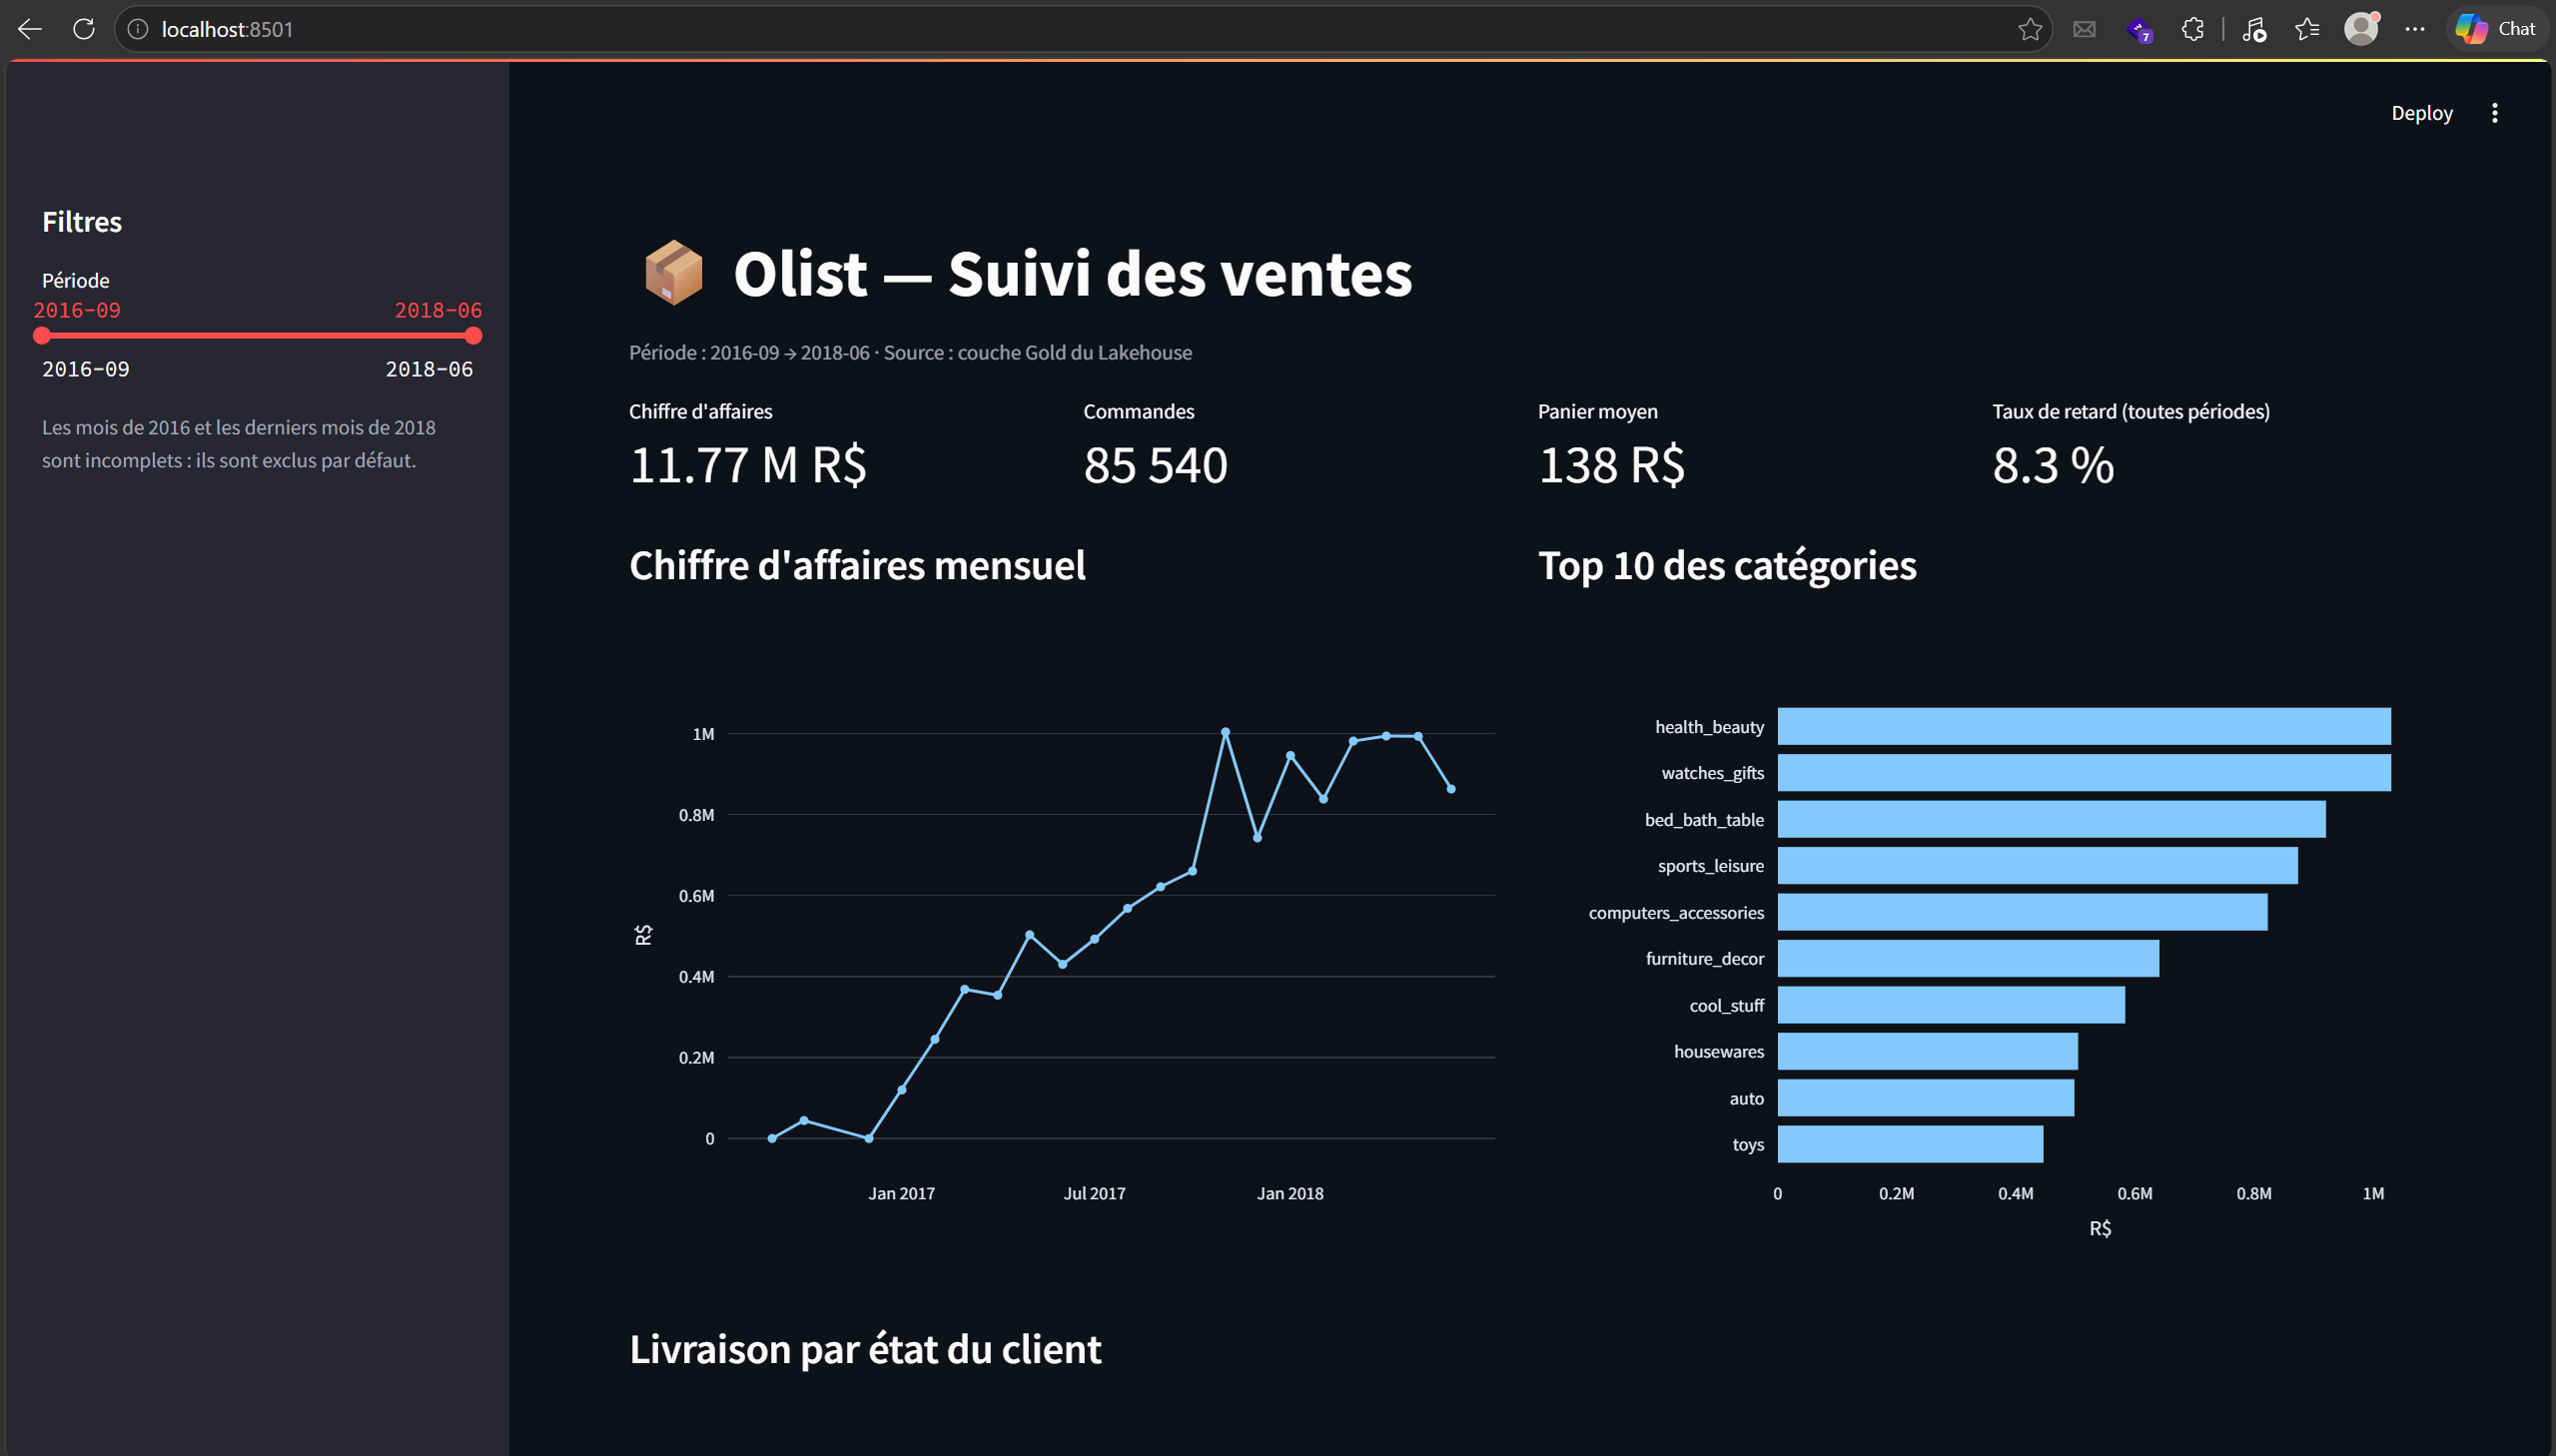 localhost:8501
7
Chat
Deploy
Filtres
Période
2016-09 2018-06
2016-09 2018-06
Les mois de 2016 et les derniers mois de 2018
sont incomplets : ils sont exclus par défaut.
Olist — Suivi des ventes
Période : 2016-09 → 2018-06 · Source : couche Gold du Lakehouse
Chiffre d'affaires
11.77 M R$
Commandes
85 540
Panier moyen
138 R$
Taux de retard (toutes périodes)
8.3 %
Chiffre d'affaires mensuel
R$
1M
0.8M
0.6M
0.4M
0.2M
0
Jan 2017 Jul 2017 Jan 2018
Top 10 des catégories
health_beauty
watches_gifts
bed_bath_table
sports_leisure
computers_accessories
furniture_decor
cool_stuff
housewares
auto
toys
0 0.2M 0.4M 0.6M 0.8M 1M
R$
Livraison par état du client